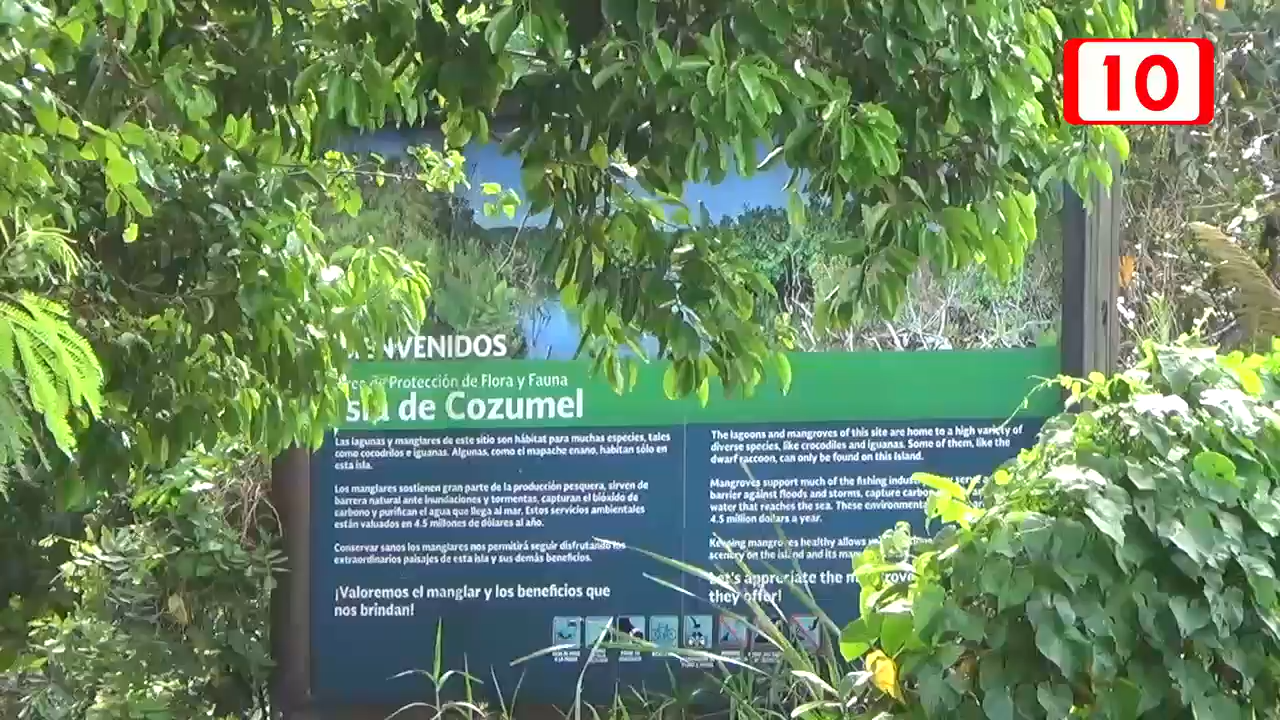 10
ENVENIDOS
Protección de Flora y Fauna
Isla de Cozumel
Las lagunas y manglares de este sitio son hábitat para muchas especies, tales
como cocodrilos e iguanas. Algunas, como el mapache enano, habitan sólo en
esta isla.
Los manglares sostienen gran parte de la producción pesquera, sirven de
barrera natural ante inundaciones y tormentas, capturan el bióxido de
carbono y purifican el agua que llega al mar. Estos servicios ambientales
están valuados en 4.5 millones de dólares al año.
Conservar sanos los manglares nos permitirá seguir disfrutando los
extraordinarios paisajes de esta isla y sus demás beneficios.
¡Valoremos el manglar y los beneficios que
nos brindan!
The lagoons and mangroves of this site are home to a high variety of
diverse species, like crocodiles and iguanas. Some of them, like the
dwarf raccoon, can only be found on this Island.
Mangroves support much of the fishing
barrier against floods and storms, capture
water that reaches the sea. These
4.5 million dollars a year.
Keeping mangroves healthy allows
scenery on the island and its
Let's appreciate the
they offer!